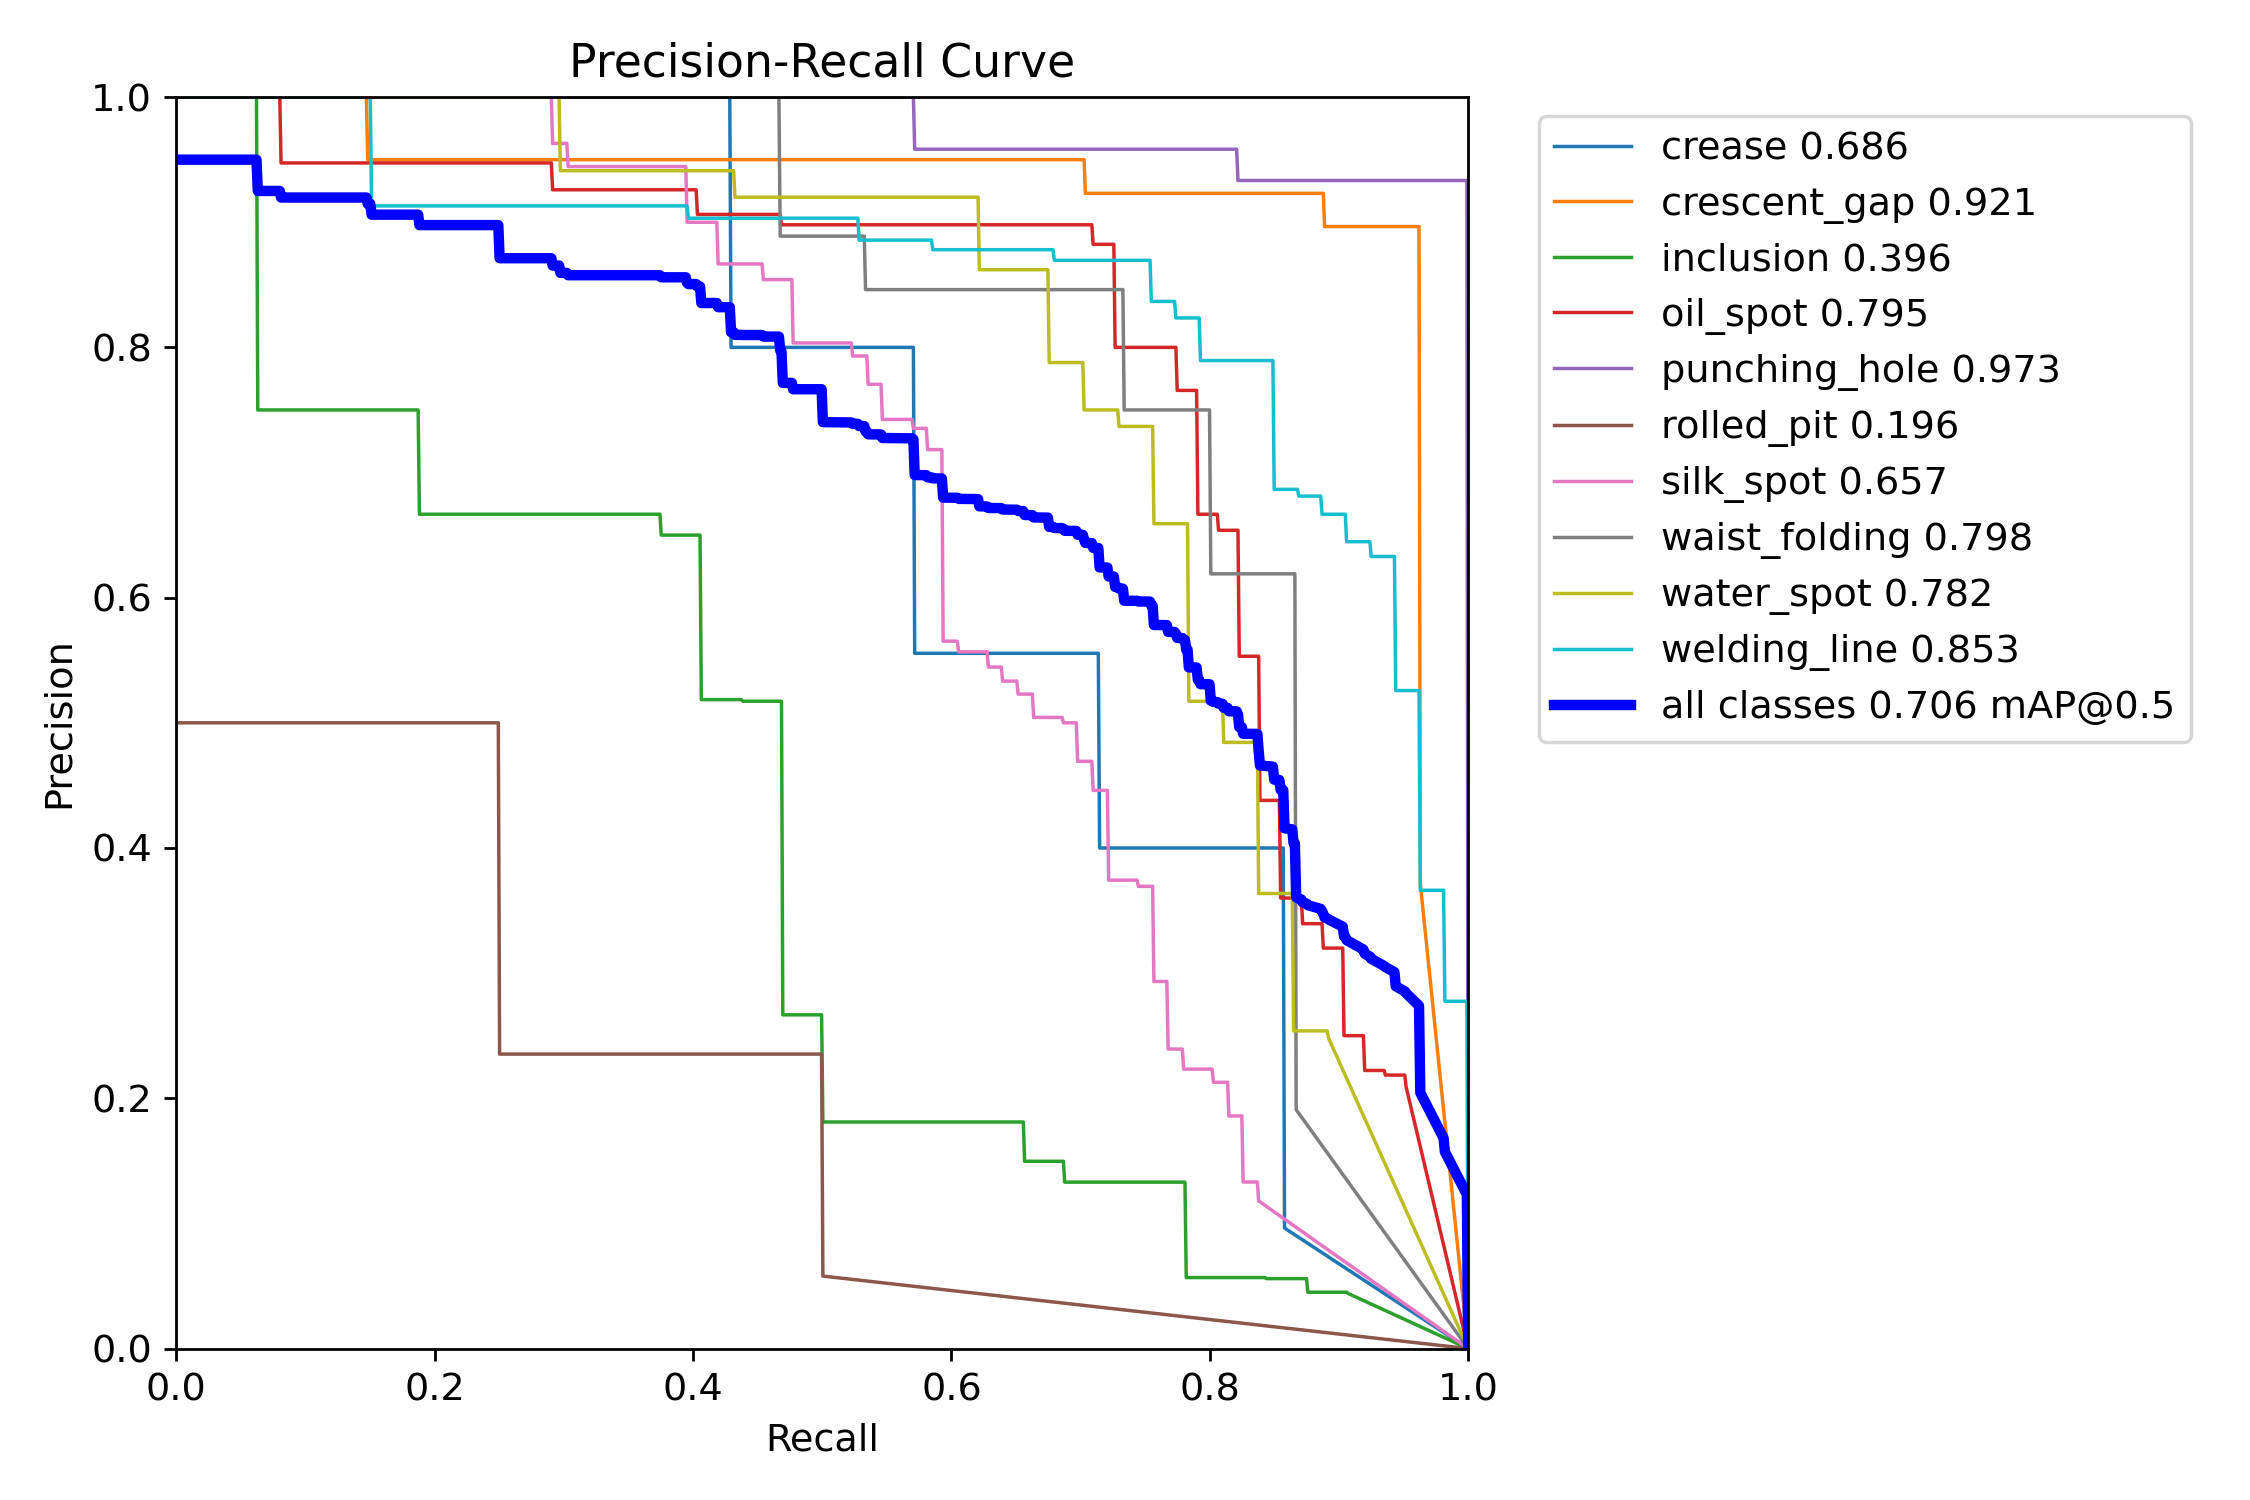 Precision-Recall Curve
1.0
0.8
0.6
0.4
0.2
0.0
Precision
0.0 0.2 0.4 0.6 0.8 1.0
Recall
crease 0.686
crescent_gap 0.921
inclusion 0.396
oil_spot 0.795
punching_hole 0.973
rolled_pit 0.196
silk_spot 0.657
waist_folding 0.798
water_spot 0.782
welding_line 0.853
all classes 0.706 mAP@0.5